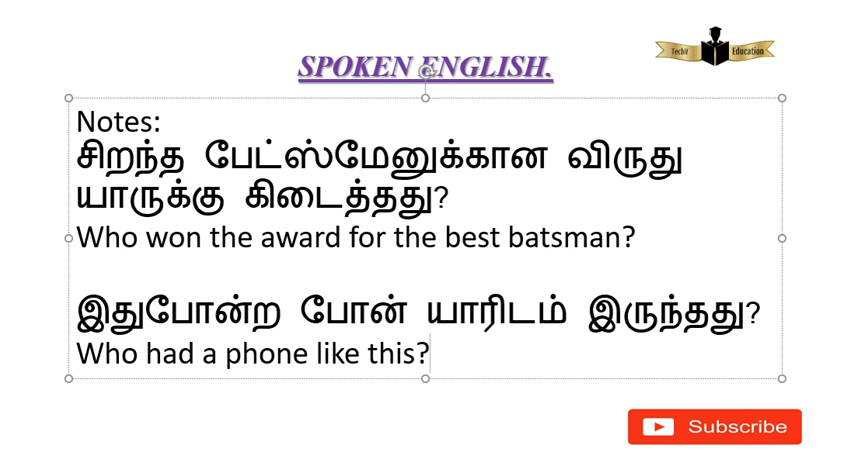 SPOKEN ENGLISH.
TechV Education
Notes:
சிறந்த பேட்ஸ்மேனுக்கான விருது
யாருக்கு கிடைத்தது?
Who won the award for the best batsman?
இதுபோன்ற போன் யாரிடம் இருந்தது?
Who had a phone like this?
Subscribe